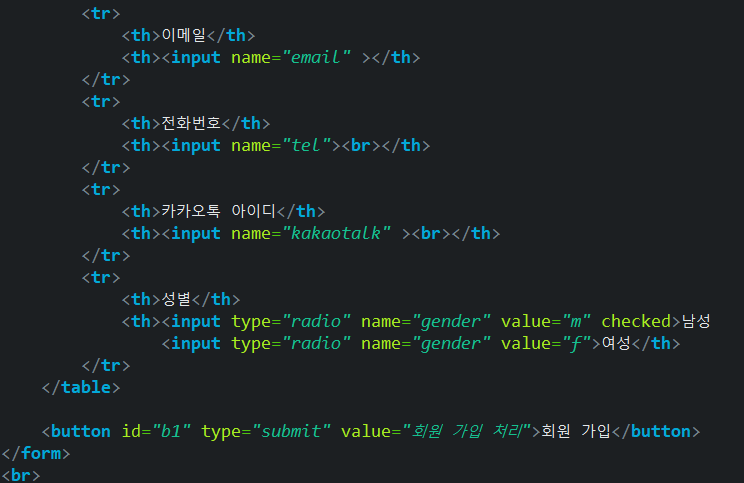 <tr>
<th>이메일</th>
<th><input name="email" ></th>
</tr>
<tr>
<th>전화번호</th>
<th><input name="tel"><br></th>
</tr>
<tr>
<th>카카오톡 아이디</th>
<th><input name="kakaotalk" ><br></th>
</tr>
<tr>
<th>성별</th>
<th><input type="radio" name="gender" value="m" checked>남성
<input type="radio" name="gender" value="f">여성</th>
</tr>
</table>
<button id="b1" type="submit" value="회원 가입 처리">회원 가입</button>
</form>
<br>